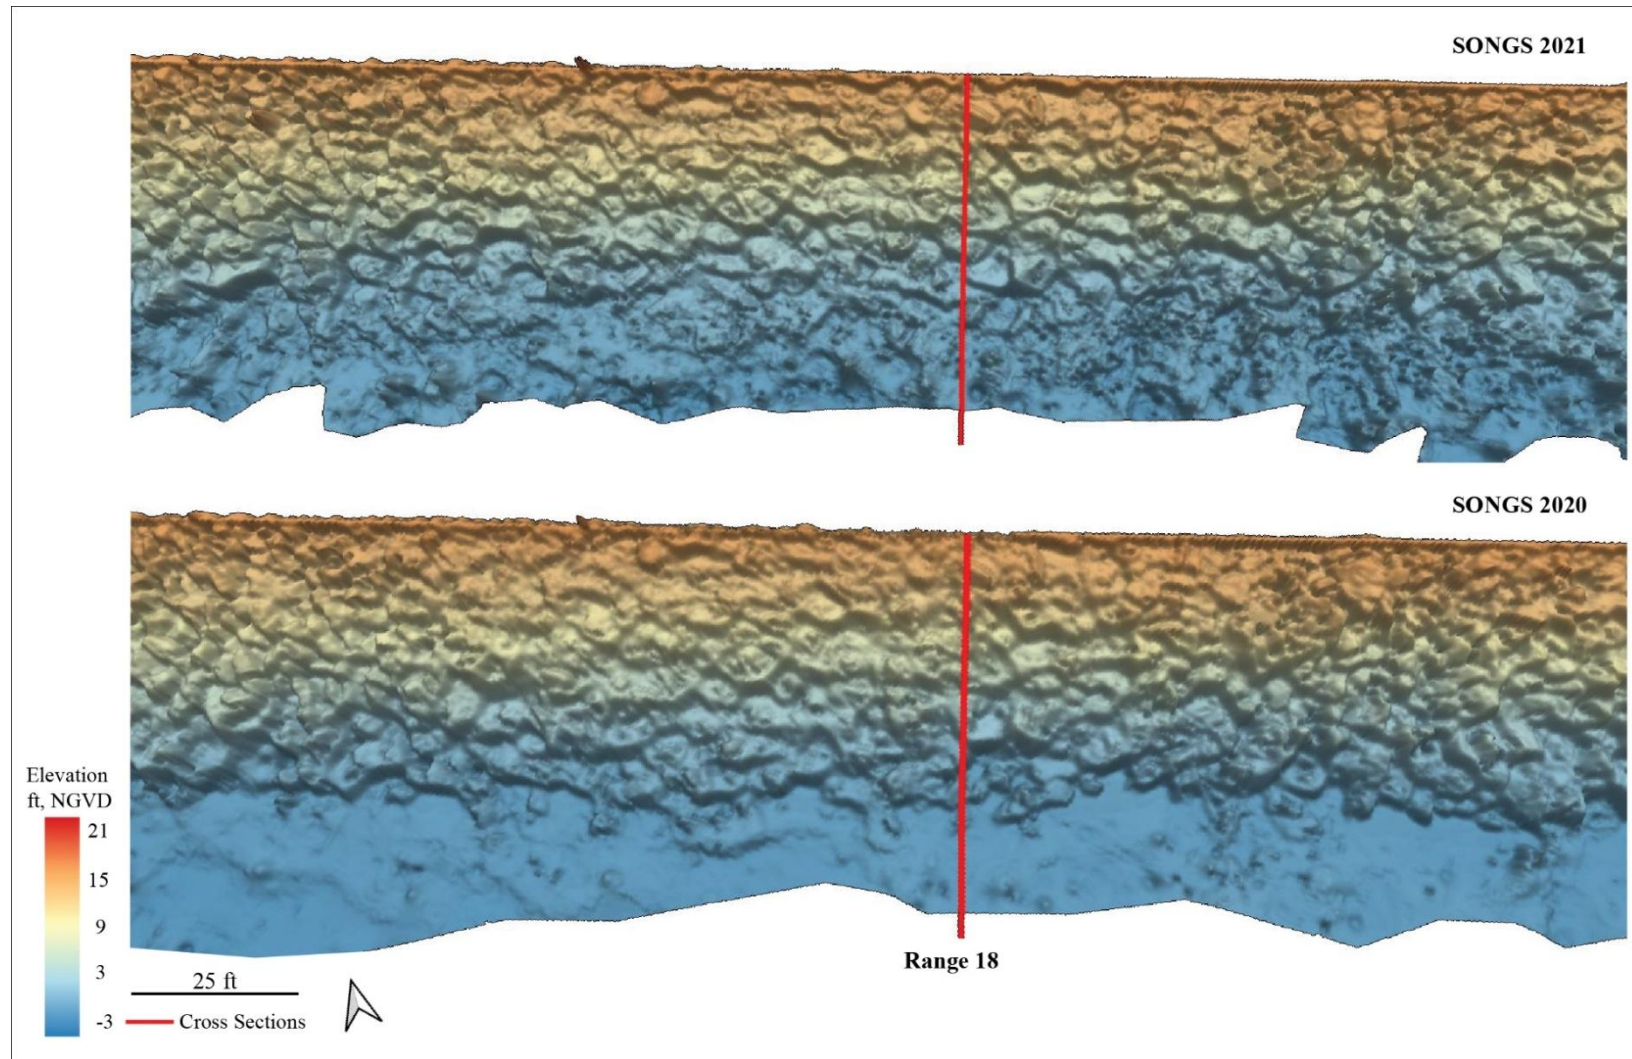 SONGS 2021
SONGS 2020
Elevation
ft, NGVD
21
15
9
3
-3
Range 18
25 ft
Cross Sections